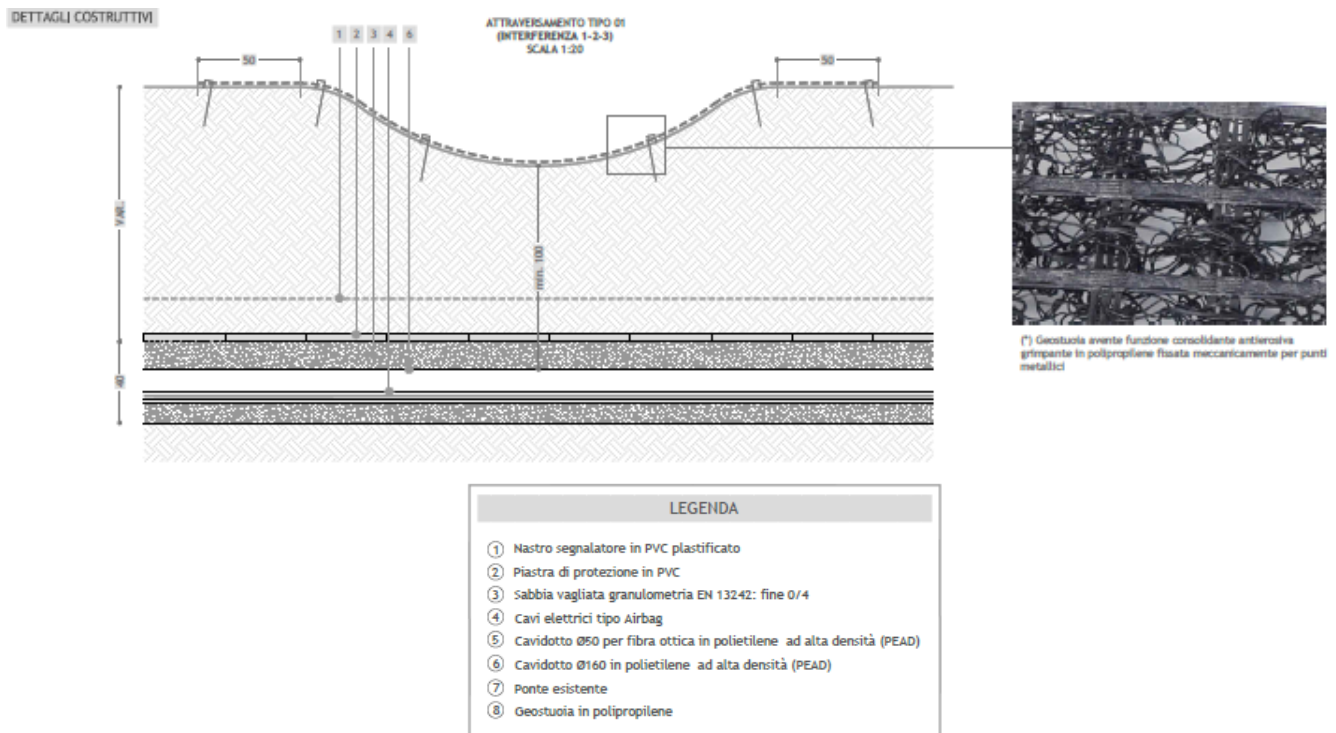 DETTAGLI COSTRUTTIVI
ATTRAVERSAMENTO TIPO 01
(INTERFERENZA 1-2-3)
SCALA 1:20
1 2 3 4 6
50
50
VAR.
min. 100
40
(*) Geostuoia avente funzione consolidante antierosiva
grimpante in polipropilene fissata meccanicamente per punti
metallici
LEGENDA
1 Nastro segnalatore in PVC plastificato
2 Piastra di protezione in PVC
3 Sabbia vagliata granulometria EN 13242: fine 0/4
4 Cavi elettrici tipo Airbag
5 Cavidotto Ø50 per fibra ottica in polietilene ad alta densità (PEAD)
6 Cavidotto Ø160 in polietilene ad alta densità (PEAD)
7 Ponte esistente
8 Geostuoia in polipropilene